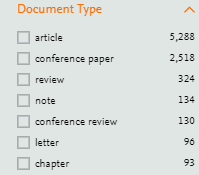 Document Type
article 5,288
conference paper 2,518
review 324
note 134
conference review 130
letter 96
chapter 93